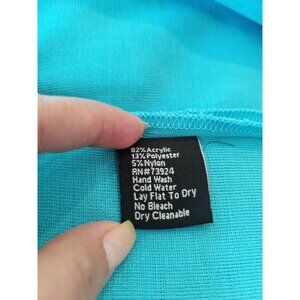 82% Acrylic
13% Polyester
5% Nylon
RN#73924
Hand Wash
Cold Water
Lay Flat To Dry
No Bleach
Dry Cleanable